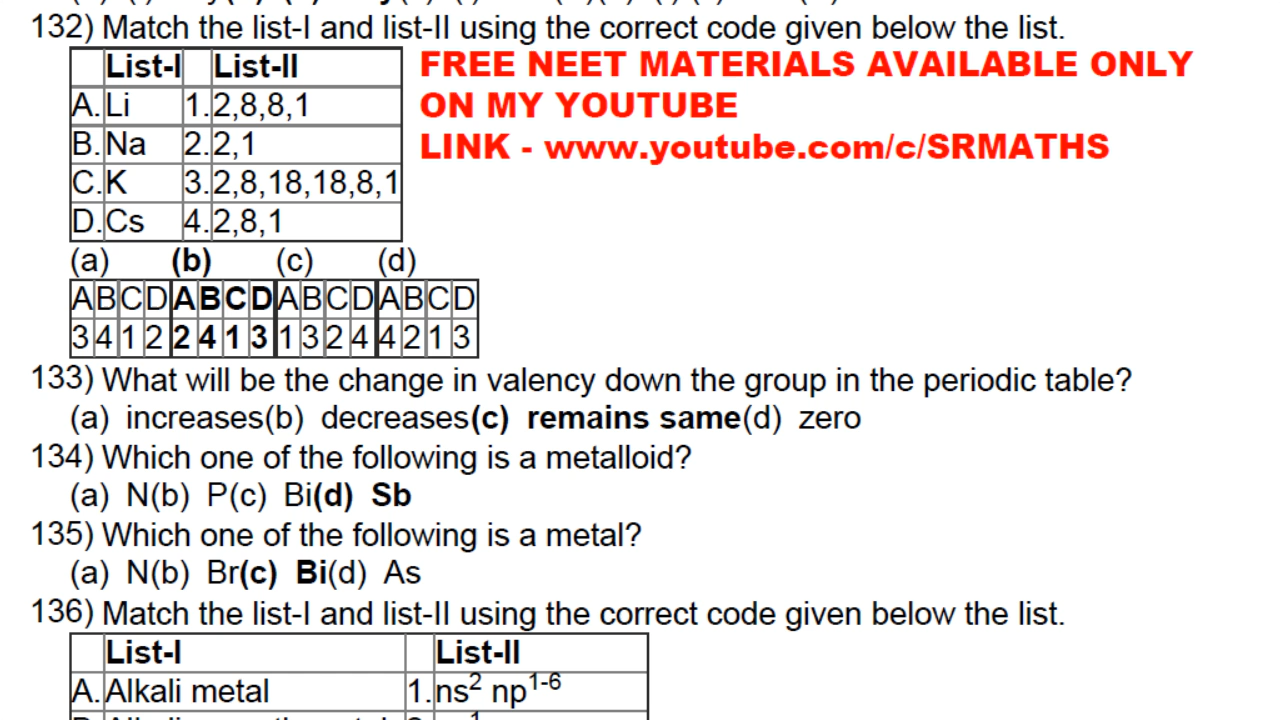 132) Match the list-I and list-II using the correct code given below the list.
List-I List-II
A. Li 1. 2,8,8,1
B. Na 2. 2,1
C. K 3. 2,8,18,18,8,1
D. Cs 4. 2,8,1
FREE NEET MATERIALS AVAILABLE ONLY
ON MY YOUTUBE
LINK - www.youtube.com/c/SRMATHS
(a) (b) (c) (d)
A B C D A B C D A B C D A B C D
3 4 1 2 2 4 1 3 1 3 2 4 4 2 1 3
133) What will be the change in valency down the group in the periodic table?
(a) increases(b) decreases(c) remains same(d) zero
134) Which one of the following is a metalloid?
(a) N(b) P(c) Bi(d) Sb
135) Which one of the following is a metal?
(a) N(b) Br(c) Bi(d) As
136) Match the list-I and list-II using the correct code given below the list.
List-I List-II
A. Alkali metal 1. ns² np¹⁻⁶